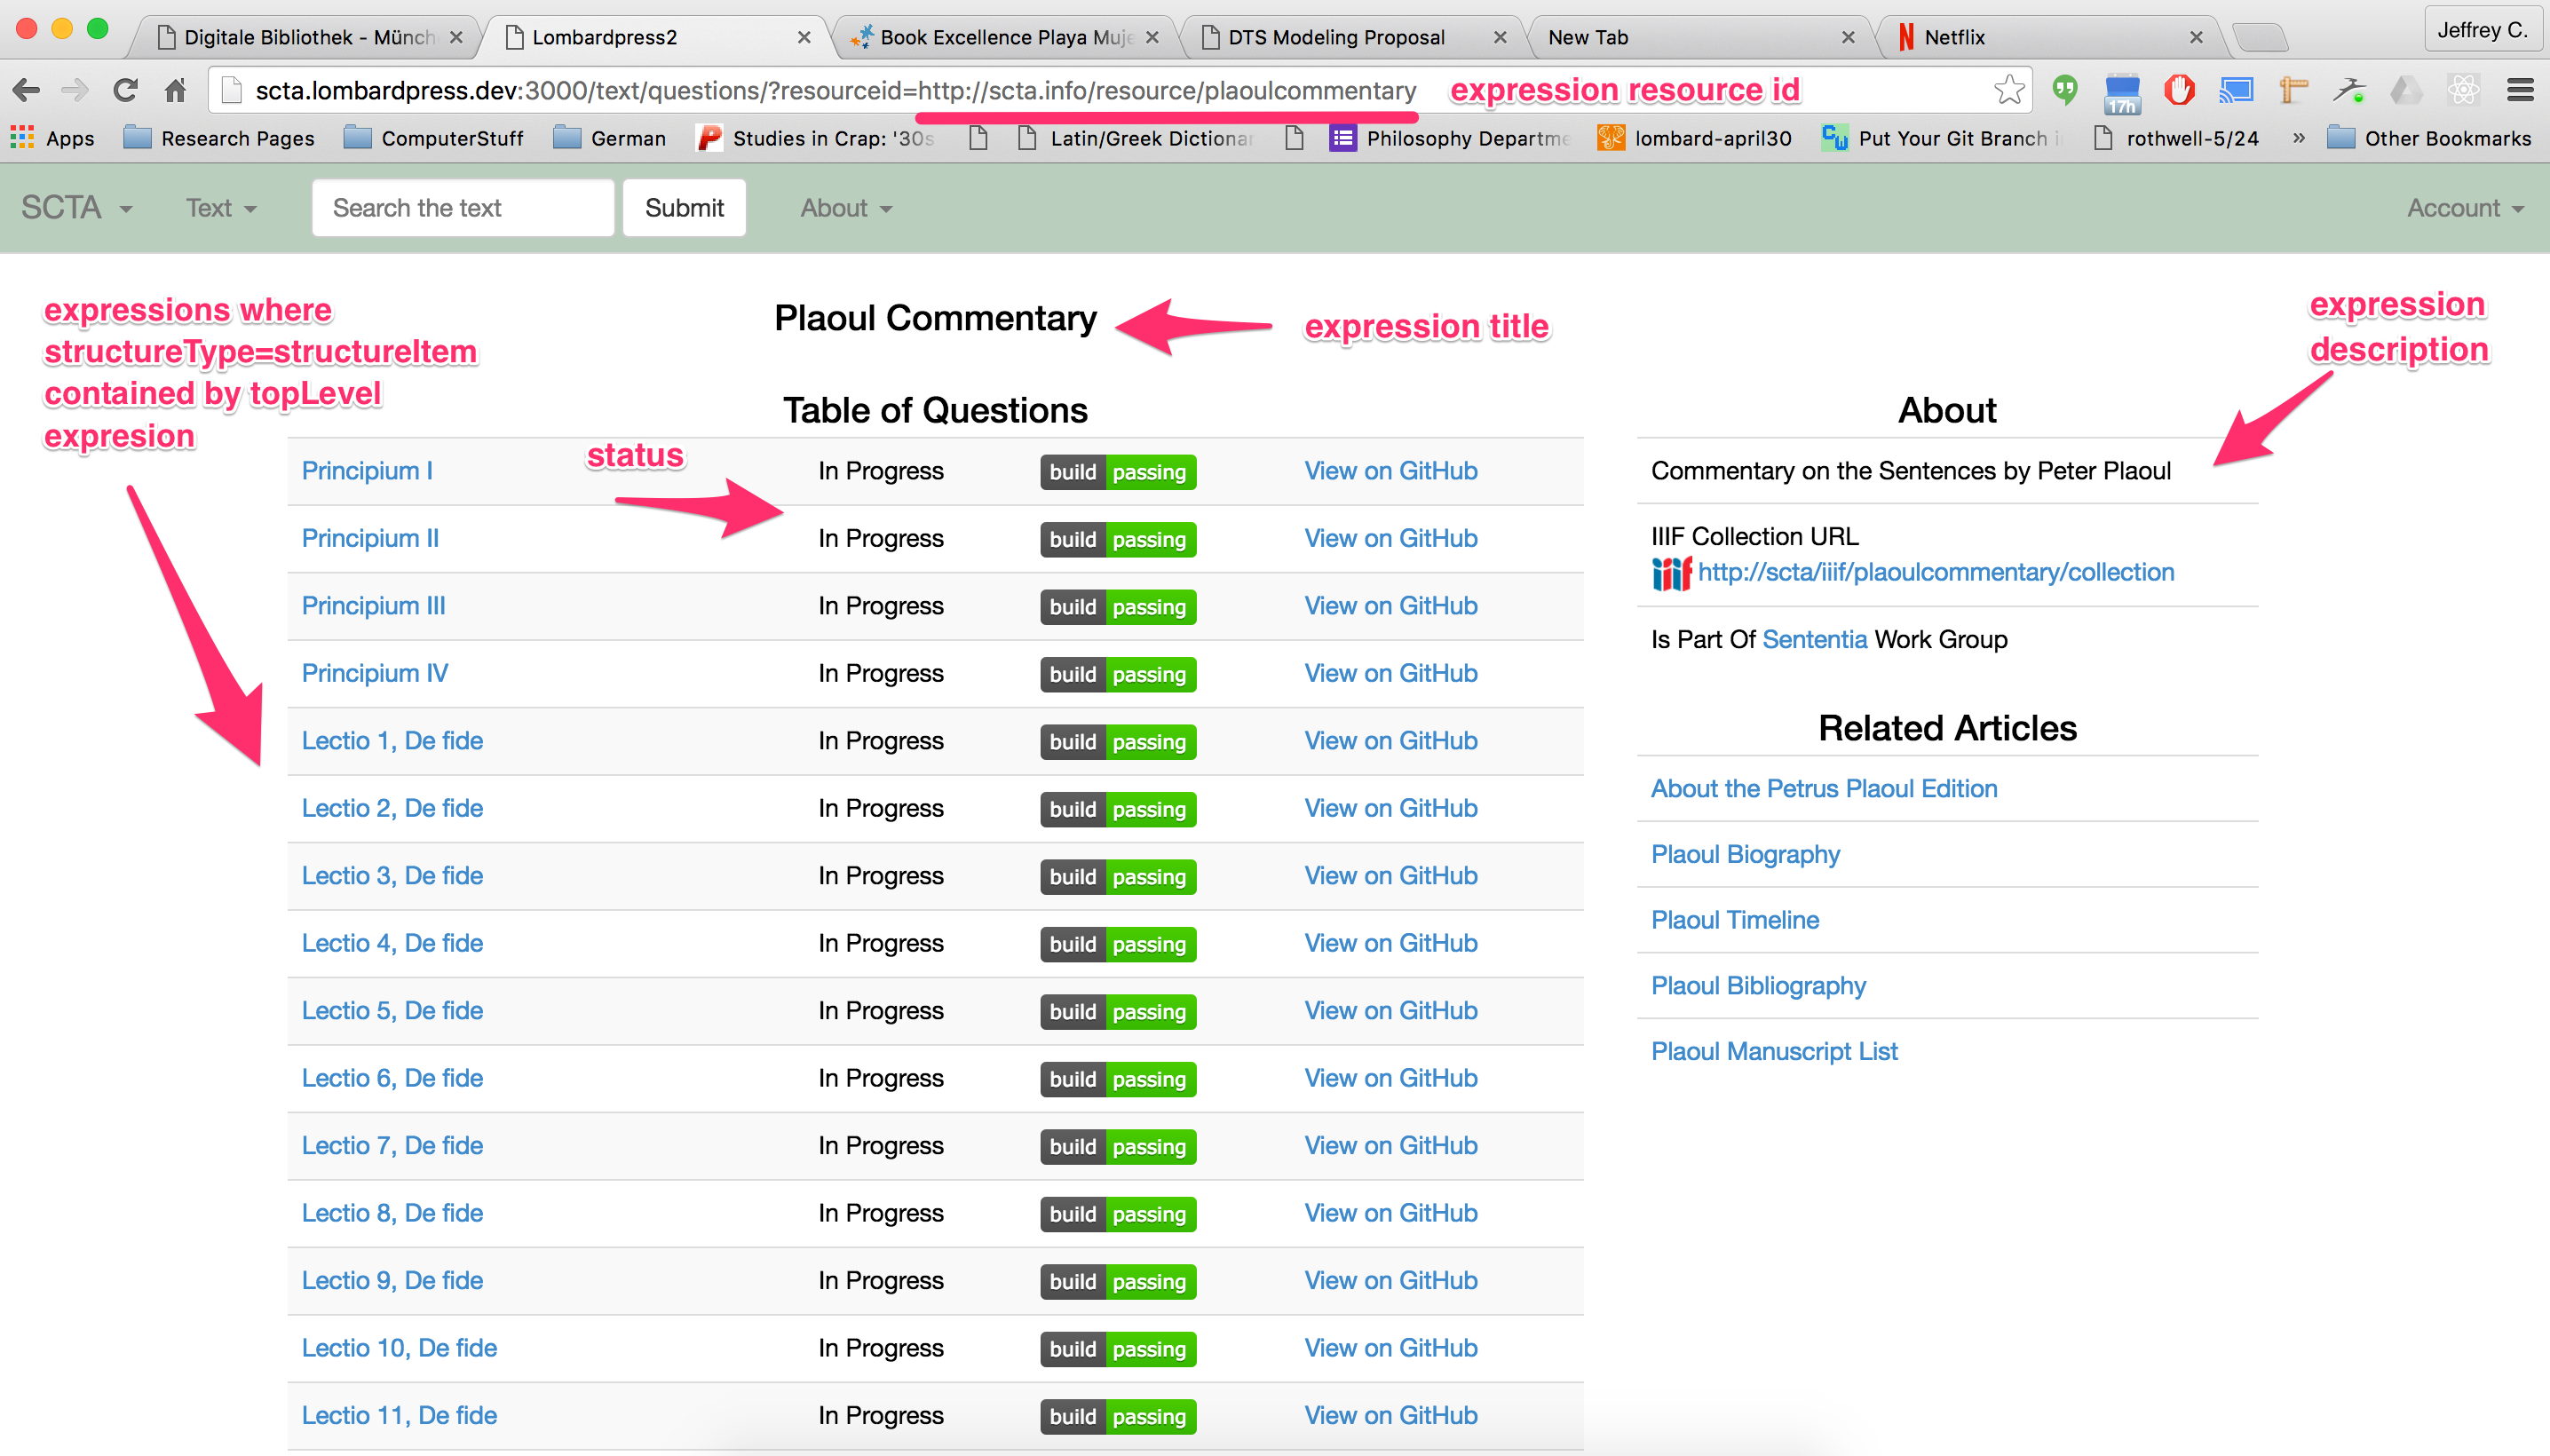 Digitale Bibliothek - Münch
Lombardpress2
Book Excellence Playa Muje
DTS Modeling Proposal
New Tab
Netflix
Jeffrey C.
scta.lombardpress.dev:3000/text/questions/?resourceid=http://scta.info/resource/plaoulcommentary
expression resource id
17h
Apps
Research Pages
ComputerStuff
German
Studies in Crap: '30s
Latin/Greek Dictionar
Philosophy Departme
lombard-april30
Put Your Git Branch i
rothwell-5/24
»
Other Bookmarks
SCTA
Text
Search the text
Submit
About
Account
expressions where
structureType=structureItem
contained by topLevel
expresion
Plaoul Commentary
expression title
expression
description
Table of Questions
status
Principium I In Progress build passing View on GitHub
Principium II In Progress build passing View on GitHub
Principium III In Progress build passing View on GitHub
Principium IV In Progress build passing View on GitHub
Lectio 1, De fide In Progress build passing View on GitHub
Lectio 2, De fide In Progress build passing View on GitHub
Lectio 3, De fide In Progress build passing View on GitHub
Lectio 4, De fide In Progress build passing View on GitHub
Lectio 5, De fide In Progress build passing View on GitHub
Lectio 6, De fide In Progress build passing View on GitHub
Lectio 7, De fide In Progress build passing View on GitHub
Lectio 8, De fide In Progress build passing View on GitHub
Lectio 9, De fide In Progress build passing View on GitHub
Lectio 10, De fide In Progress build passing View on GitHub
Lectio 11, De fide In Progress build passing View on GitHub
About
Commentary on the Sentences by Peter Plaoul
IIIF Collection URL
iiif http://scta/iiif/plaoulcommentary/collection
Is Part Of Sententia Work Group
Related Articles
About the Petrus Plaoul Edition
Plaoul Biography
Plaoul Timeline
Plaoul Bibliography
Plaoul Manuscript List